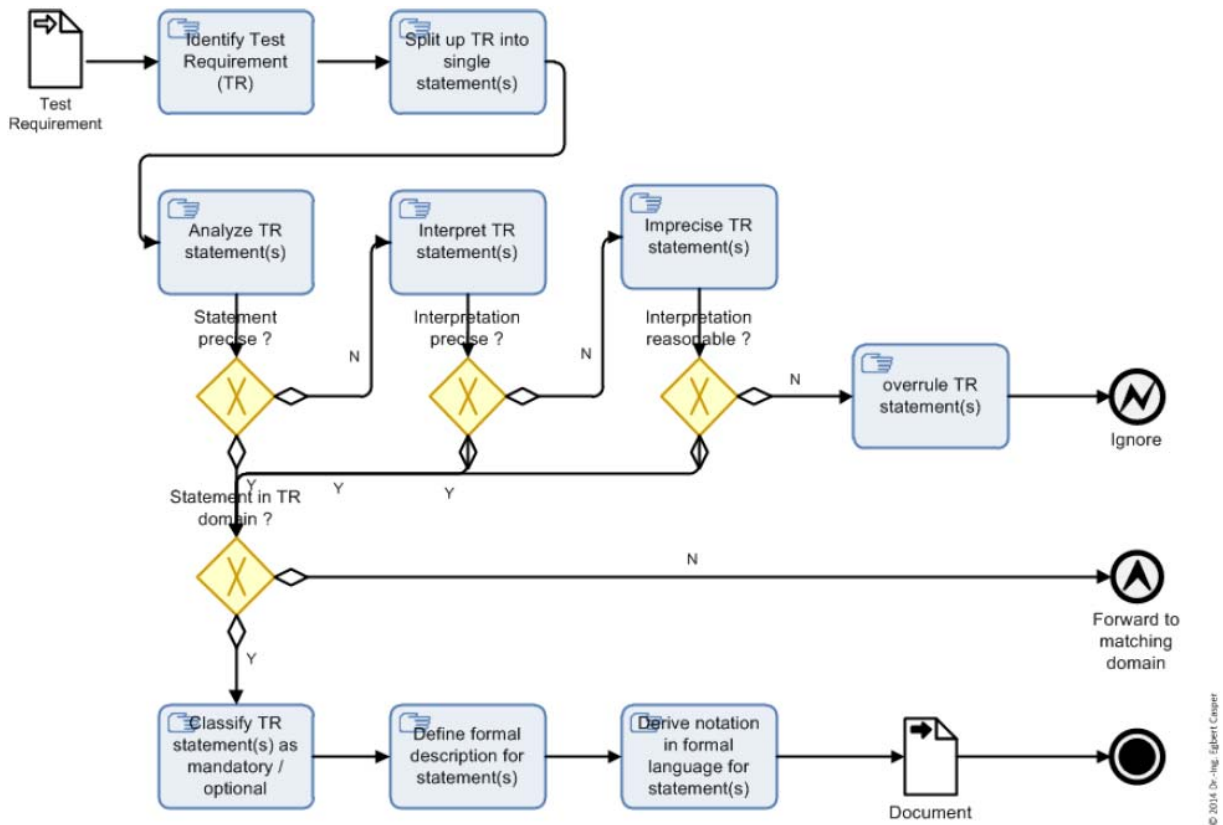 Identify Test
Requirement
(TR)
Split up TR into
single
statement(s)
Test
Requirement
Analyze TR
statement(s)
Interpret TR
statement(s)
Imprecise TR
statement(s)
Statement
precise ?
N
Interpretation
precise ?
N
Interpretation
reasonable ?
N
overrule TR
statement(s)
Ignore
Y
Y
Y
Statement in TR
domain ?
N
Forward to
matching
domain
Y
Classify TR
statement(s) as
mandatory /
optional
Define formal
description for
statement(s)
Derive notation
in formal
language for
statement(s)
Document
© 2014 Dr.-Ing. Egbert Casper